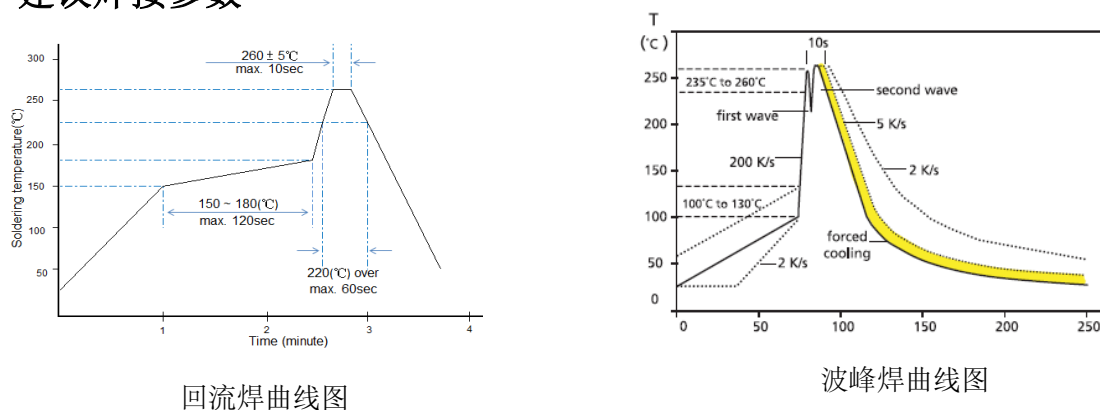 建议焊接参数
Soldering temperature(℃)
300
250
200
150
100
50
260 ± 5℃
max. 10sec
150 ~ 180(℃)
max. 120sec
220(℃) over
max. 60sec
1
2
3
4
Time (minute)
回流焊曲线图
T
(℃)
10s
250
200
150
100
50
0
235℃ to 260℃
first wave
second wave
5 K/s
200 K/s
2 K/s
100℃ to 130℃
forced
cooling
2 K/s
0
50
100
150
200
250
波峰焊曲线图